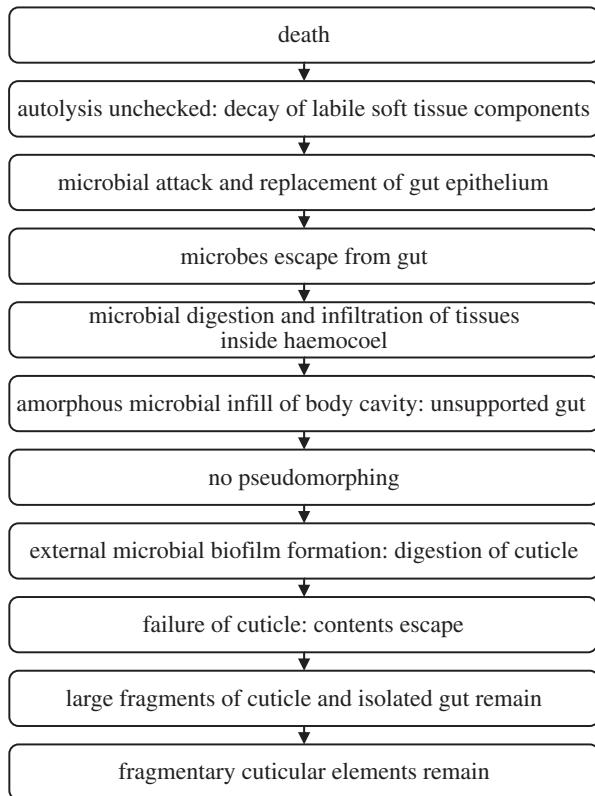 death
autolysis unchecked: decay of labile soft tissue components
microbial attack and replacement of gut epithelium
microbes escape from gut
microbial digestion and infiltration of tissues
inside haemocoel
amorphous microbial infill of body cavity: unsupported gut
no pseudomorphing
external microbial biofilm formation: digestion of cuticle
failure of cuticle: contents escape
large fragments of cuticle and isolated gut remain
fragmentary cuticular elements remain